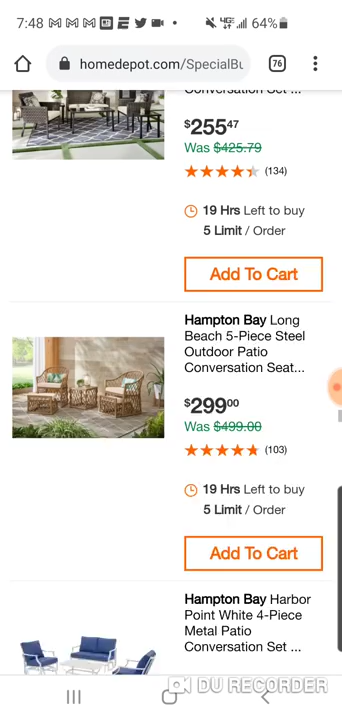 7:48 64%
homedepot.com/SpecialBu 76
Conversation Set ...
$255.47
Was $425.79
(134)
19 Hrs Left to buy
5 Limit / Order
Add To Cart
Hampton Bay Long
Beach 5-Piece Steel
Outdoor Patio
Conversation Seat...
$299.00
Was $499.00
(103)
19 Hrs Left to buy
5 Limit / Order
Add To Cart
Hampton Bay Harbor
Point White 4-Piece
Metal Patio
Conversation Set ...
DU RECORDER